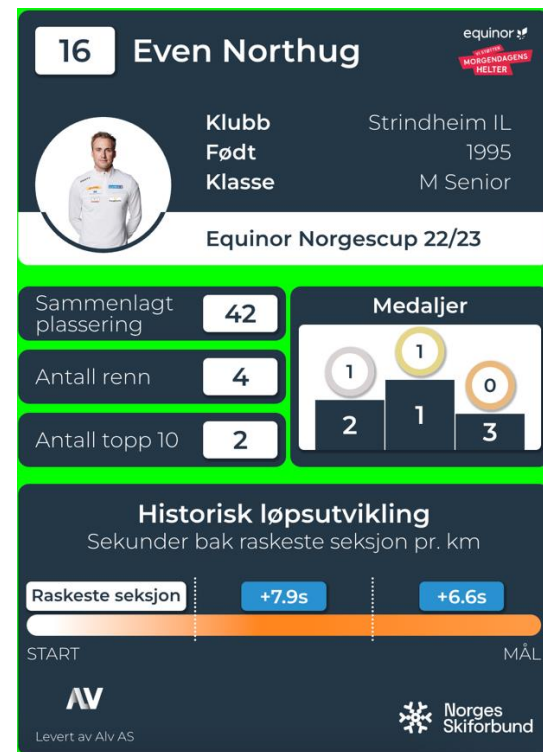 16 Even Northug
equinor
VI STØTTER
MORGENDAGENS
HELTER
Klubb Strindheim IL
Født 1995
Klasse M Senior
Equinor Norgescup 22/23
Sammenlagt
plassering
42
Antall renn
4
Antall topp 10
2
Medaljer
1
1
0
2
1
3
Historisk løpsutvikling
Sekunder bak raskeste seksjon pr. km
Raskeste seksjon +7.9s +6.6s
START MÅL
AV
Levert av Alv AS
Norges
Skiforbund